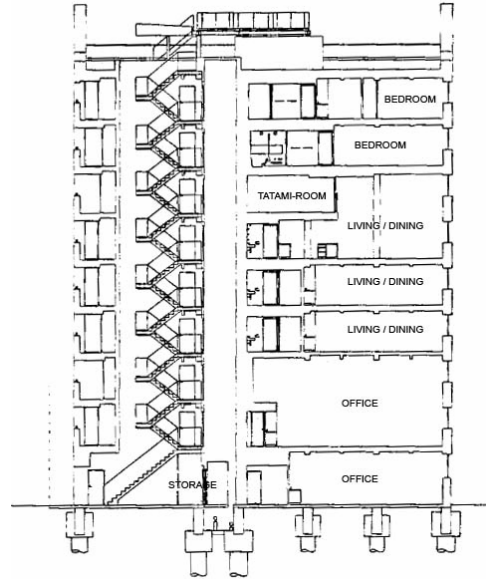 BEDROOM
BEDROOM
TATAMI-ROOM
LIVING / DINING
LIVING / DINING
LIVING / DINING
OFFICE
STORAGE
OFFICE